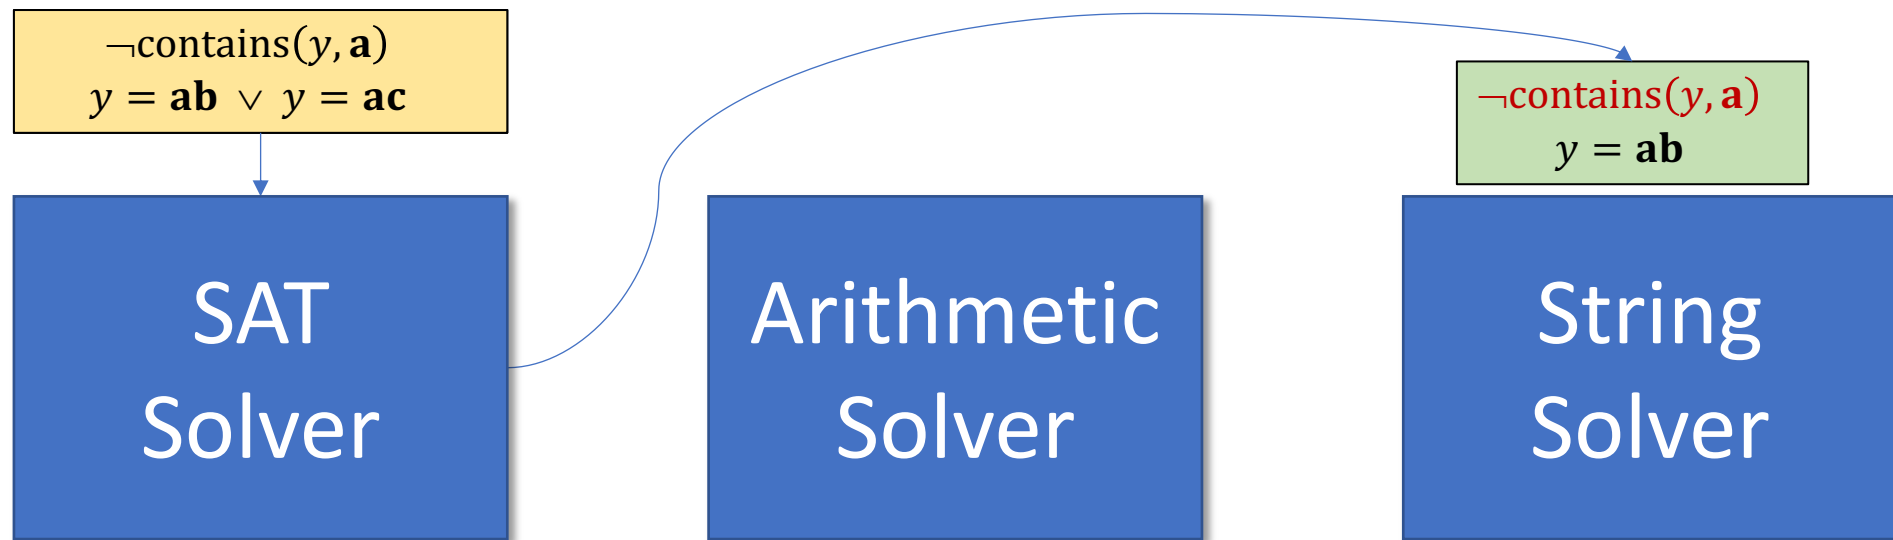 ¬contains(y, a)
y = ab ∨ y = ac
¬contains(y, a)
y = ab
SAT
Solver
Arithmetic
Solver
String
Solver